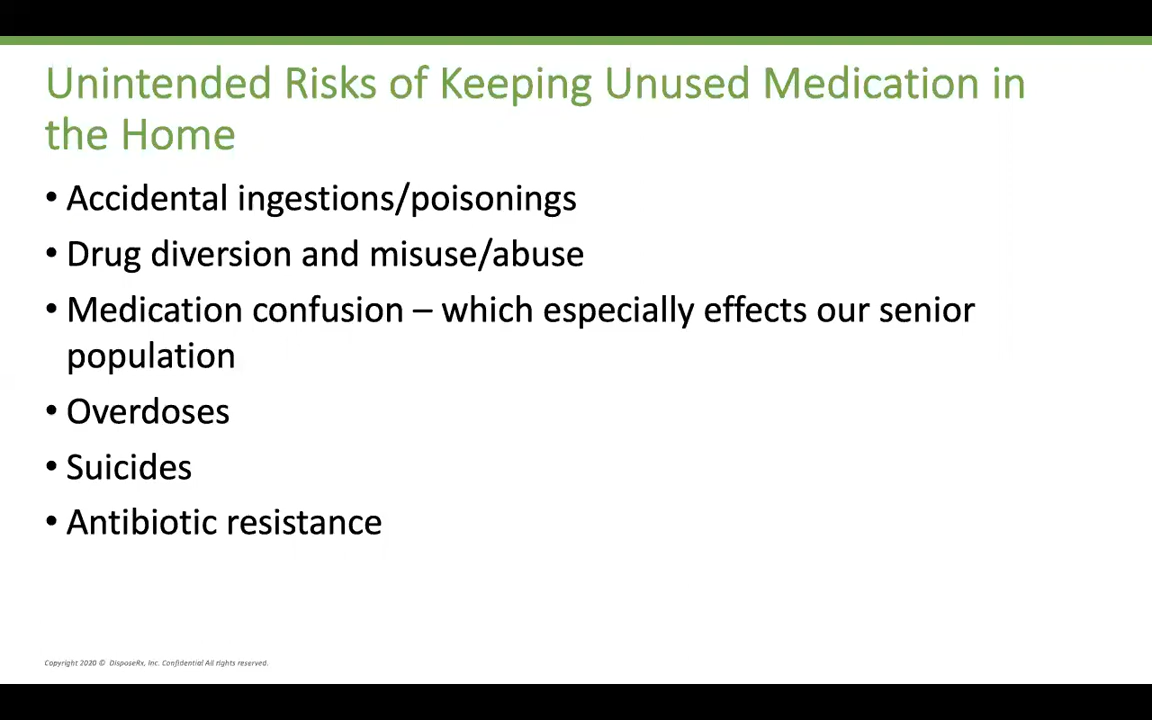 Unintended Risks of Keeping Unused Medication in
the Home
• Accidental ingestions/poisonings
• Drug diversion and misuse/abuse
• Medication confusion – which especially effects our senior
population
• Overdoses
• Suicides
• Antibiotic resistance
Copyright 2020 © DisposeRx, Inc. Confidential All rights reserved.